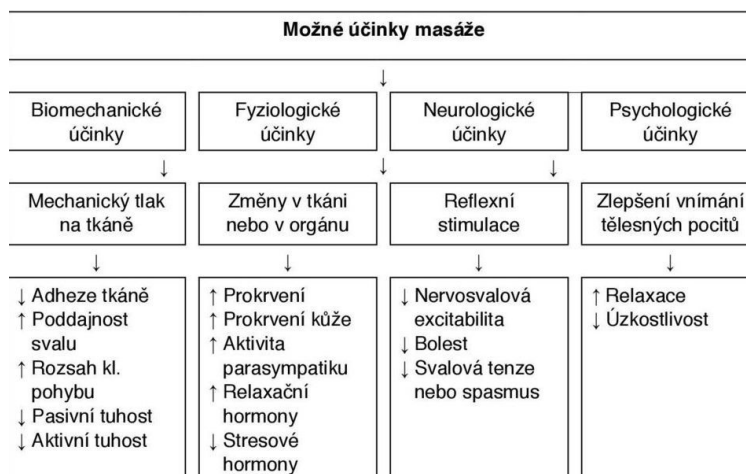 Možné účinky masáže
↓
Biomechanické
účinky
Fyziologické
účinky
Neurologické
účinky
Psychologické
účinky
↓ ↓ ↓
Mechanický tlak
na tkáně
Změny v tkáni
nebo v orgánu
Reflexní
stimulace
Zlepšení vnímání
tělesných pocitů
↓ ↓ ↓ ↓
↓ Adheze tkáně
↑ Poddajnost
svalu
↑ Rozsah kl.
pohybu
↓ Pasivní tuhost
↓ Aktivní tuhost
↑ Prokrvení
↑ Prokrvení kůže
↑ Aktivita
parasympatiku
↑ Relaxační
hormony
↓ Stresové
hormony
↓ Nervosvalová
excitabilita
↓ Bolest
↓ Svalová tenze
nebo spasmus
↑ Relaxace
↓ Úzkostlivost